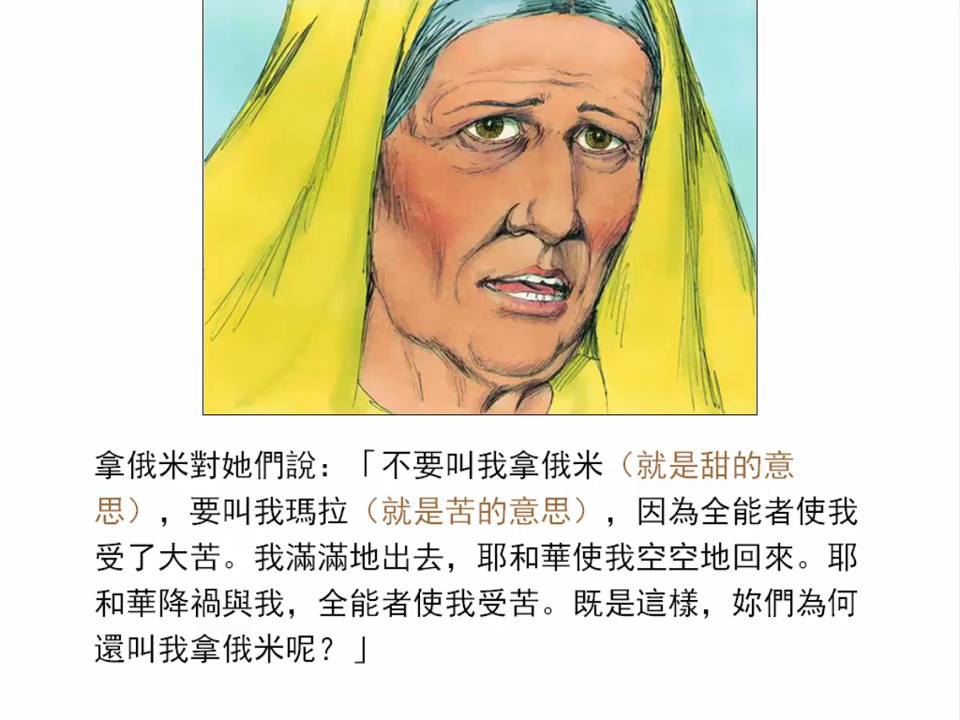 拿俄米對她們說：「不要叫我拿俄米（就是甜的意
思），要叫我瑪拉（就是苦的意思），因為全能者使我
受了大苦。我滿滿地出去，耶和華使我空空地回來。耶
和華降禍與我，全能者使我受苦。既是這樣，妳們為何
還叫我拿俄米呢？」